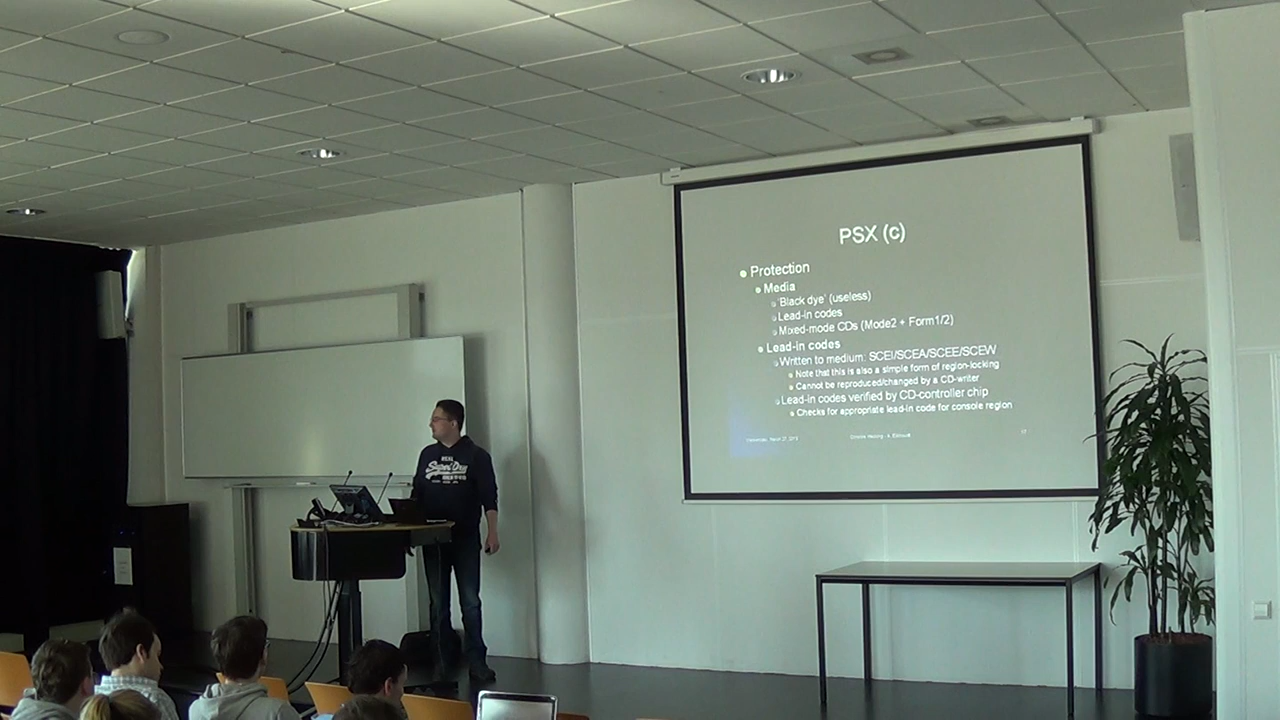 PSX (c)
Protection
Media
'Black dye' (useless)
Lead-in codes
Mixed-mode CDs (Mode2 + Form1/2)
Lead-in codes
Written to medium: SCEI/SCEA/SCEE/SCEW
Note that this is also a simple form of region-locking
Cannot be reproduced/changed by a CD-writer
Lead-in codes verified by CD-controller chip
Checks for appropriate lead-in code for console region
REAL